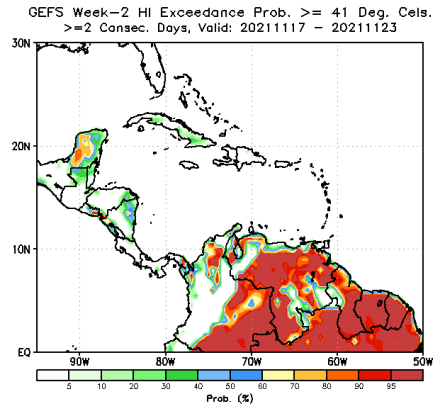 GEFS Week-2 HI Exceedance Prob. >= 41 Deg. Cels.
>=2 Consec. Days, Valid: 20211117 - 20211123
30N
20N
10N
EQ
90W 80W 70W 60W 50W
5 10 20 30 40 50 60 70 80 90 95
Prob. (%)